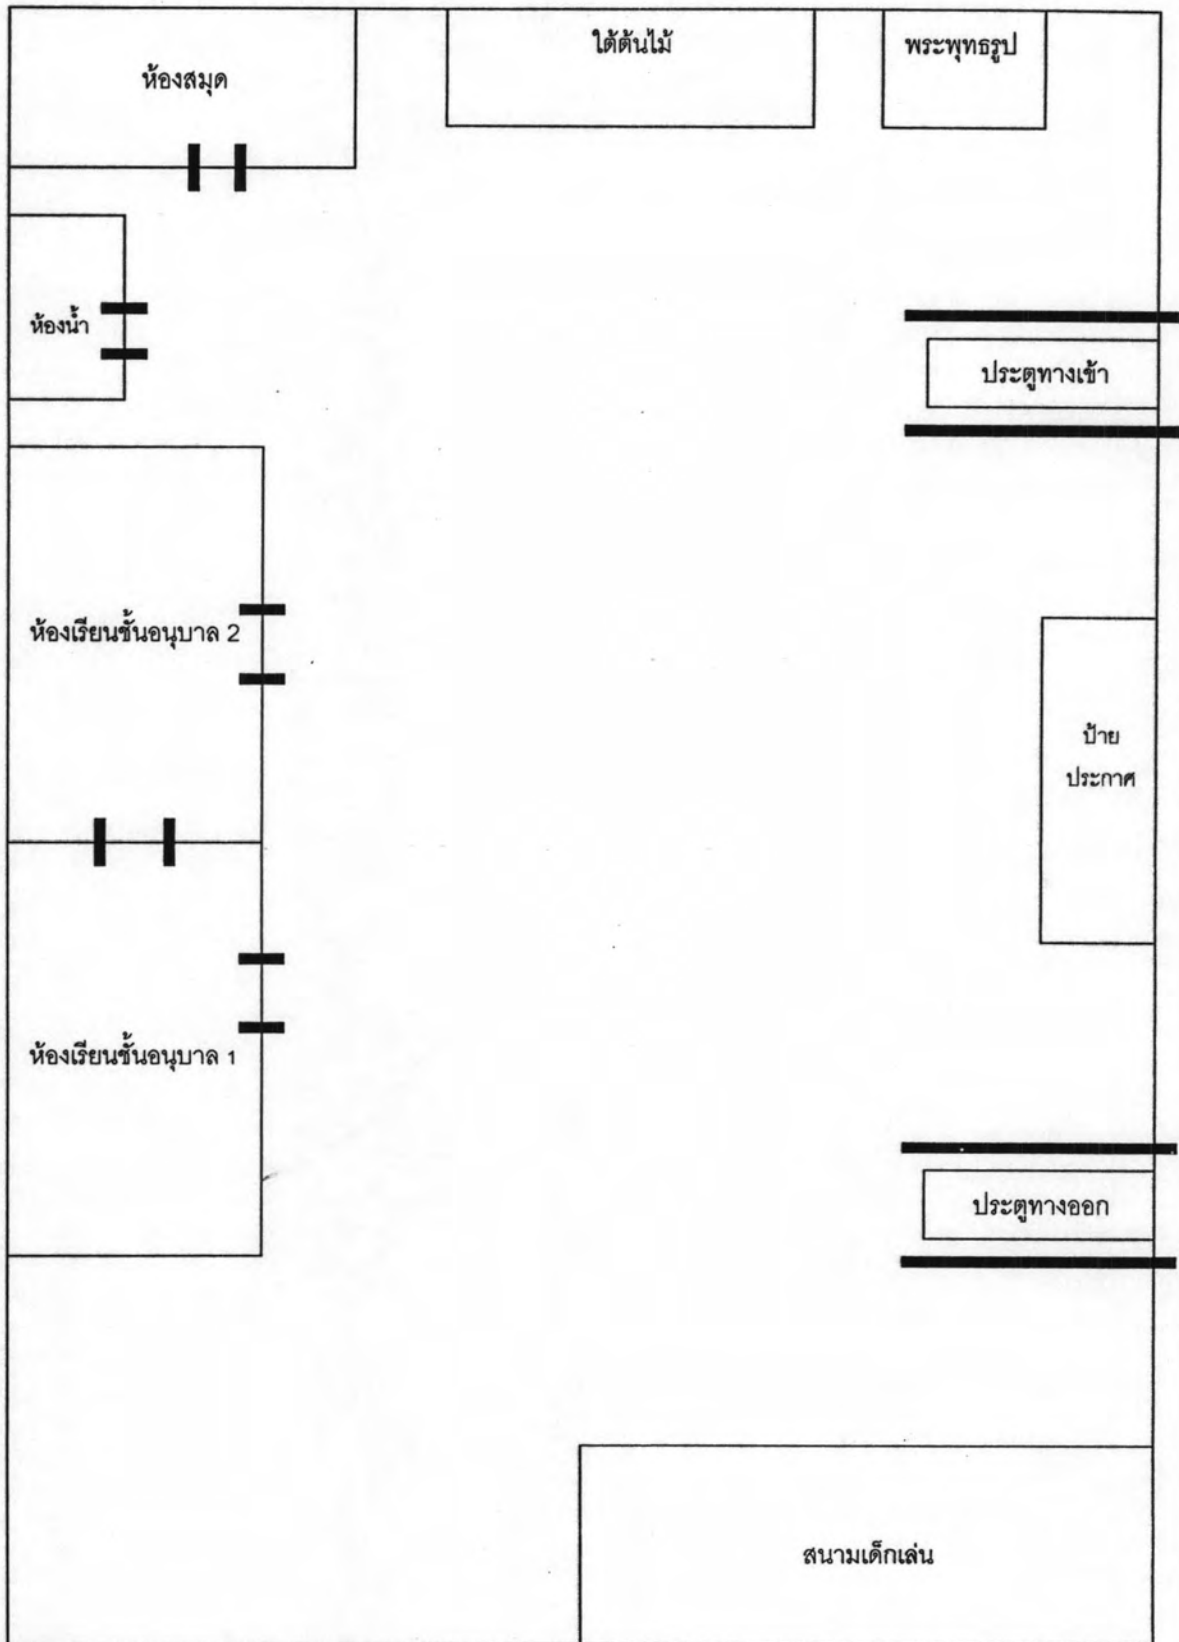 ห้องสมุด
ใต้ต้นไม้
พระพุทธรูป
ห้องน้ำ
ประตูทางเข้า
ห้องเรียนชั้นอนุบาล 2
ป้าย
ประกาศ
ห้องเรียนชั้นอนุบาล 1
ประตูทางออก
สนามเด็กเล่น